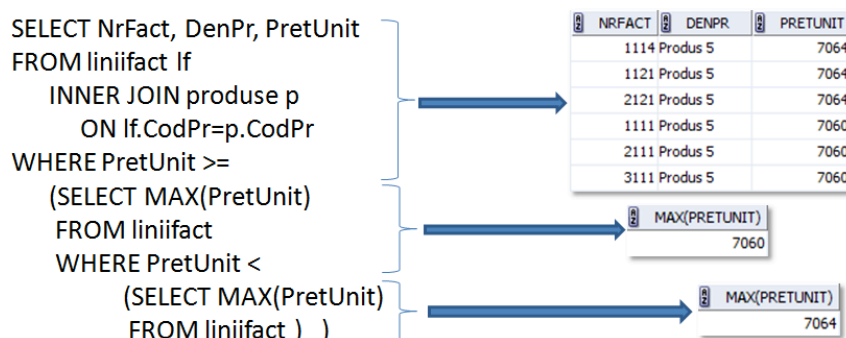 SELECT NrFact, DenPr, PretUnit
FROM liniifact lf
INNER JOIN produse p
ON lf.CodPr=p.CodPr
WHERE PretUnit >=
(SELECT MAX(PretUnit)
FROM liniifact
WHERE PretUnit <
(SELECT MAX(PretUnit)
FROM liniifact ) )
NRFACT DENPR PRETUNIT
1114 Produs 5 7064
1121 Produs 5 7064
2121 Produs 5 7064
1111 Produs 5 7060
2111 Produs 5 7060
3111 Produs 5 7060
MAX(PRETUNIT)
7060
MAX(PRETUNIT)
7064